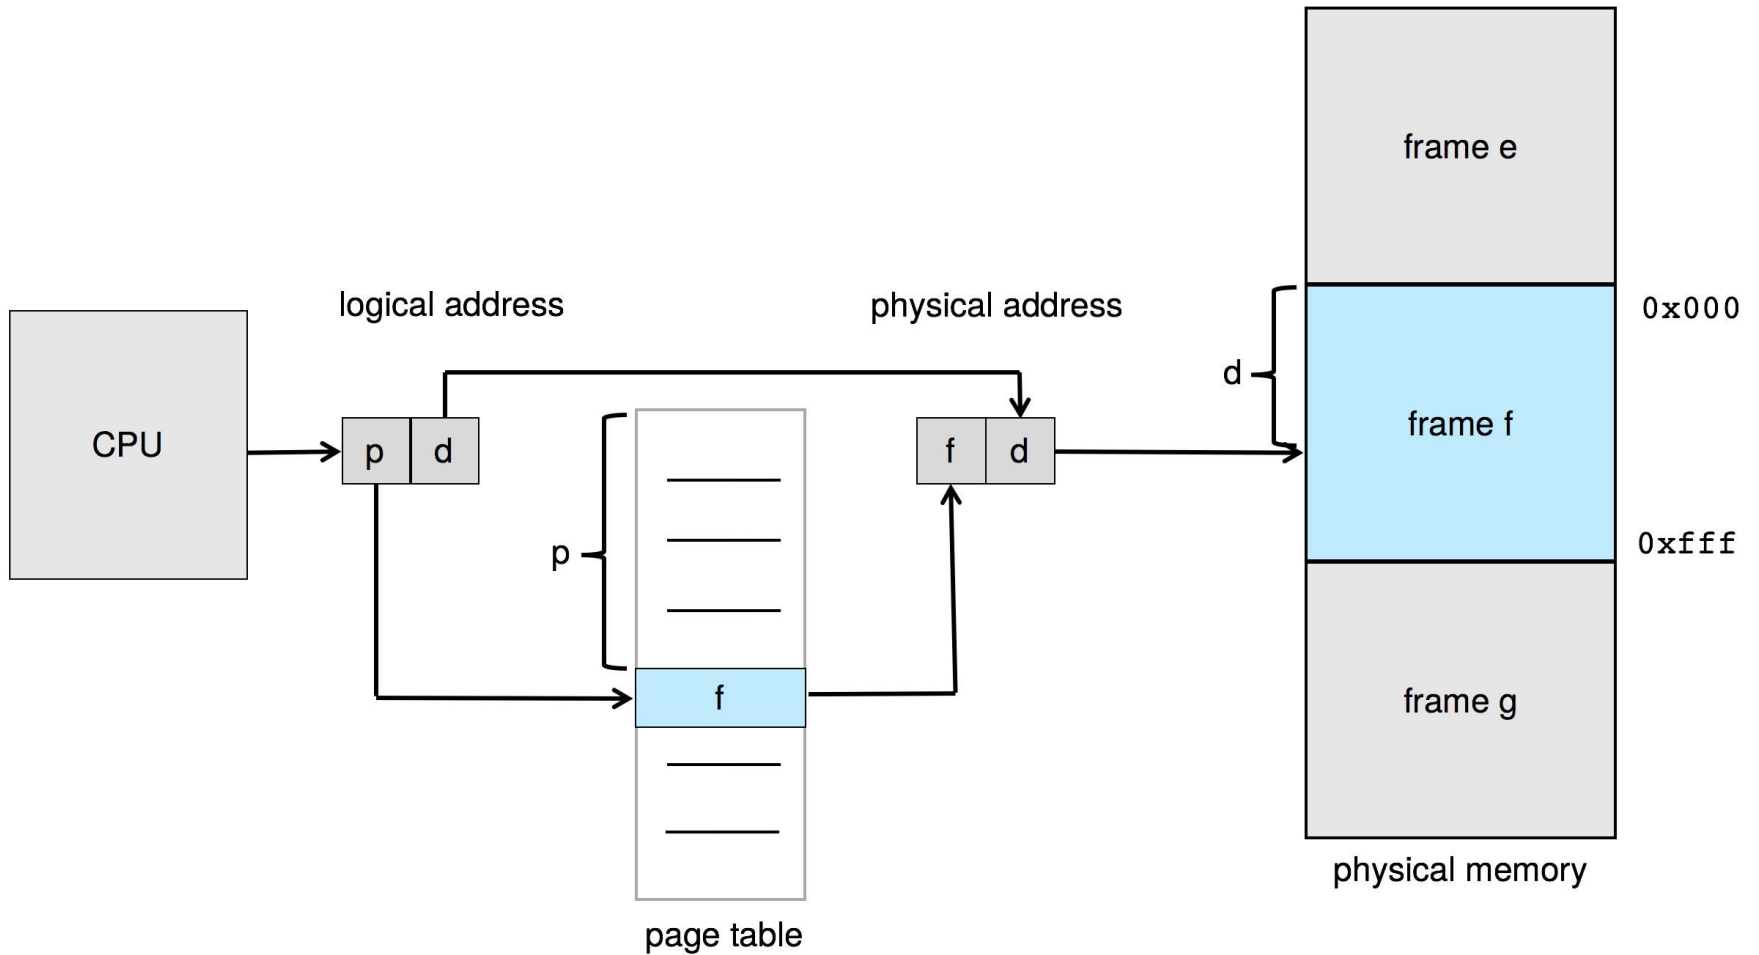 frame e
logical address
physical address
0x000
d
frame f
CPU
p d
f d
0xfff
p
f
frame g
physical memory
page table